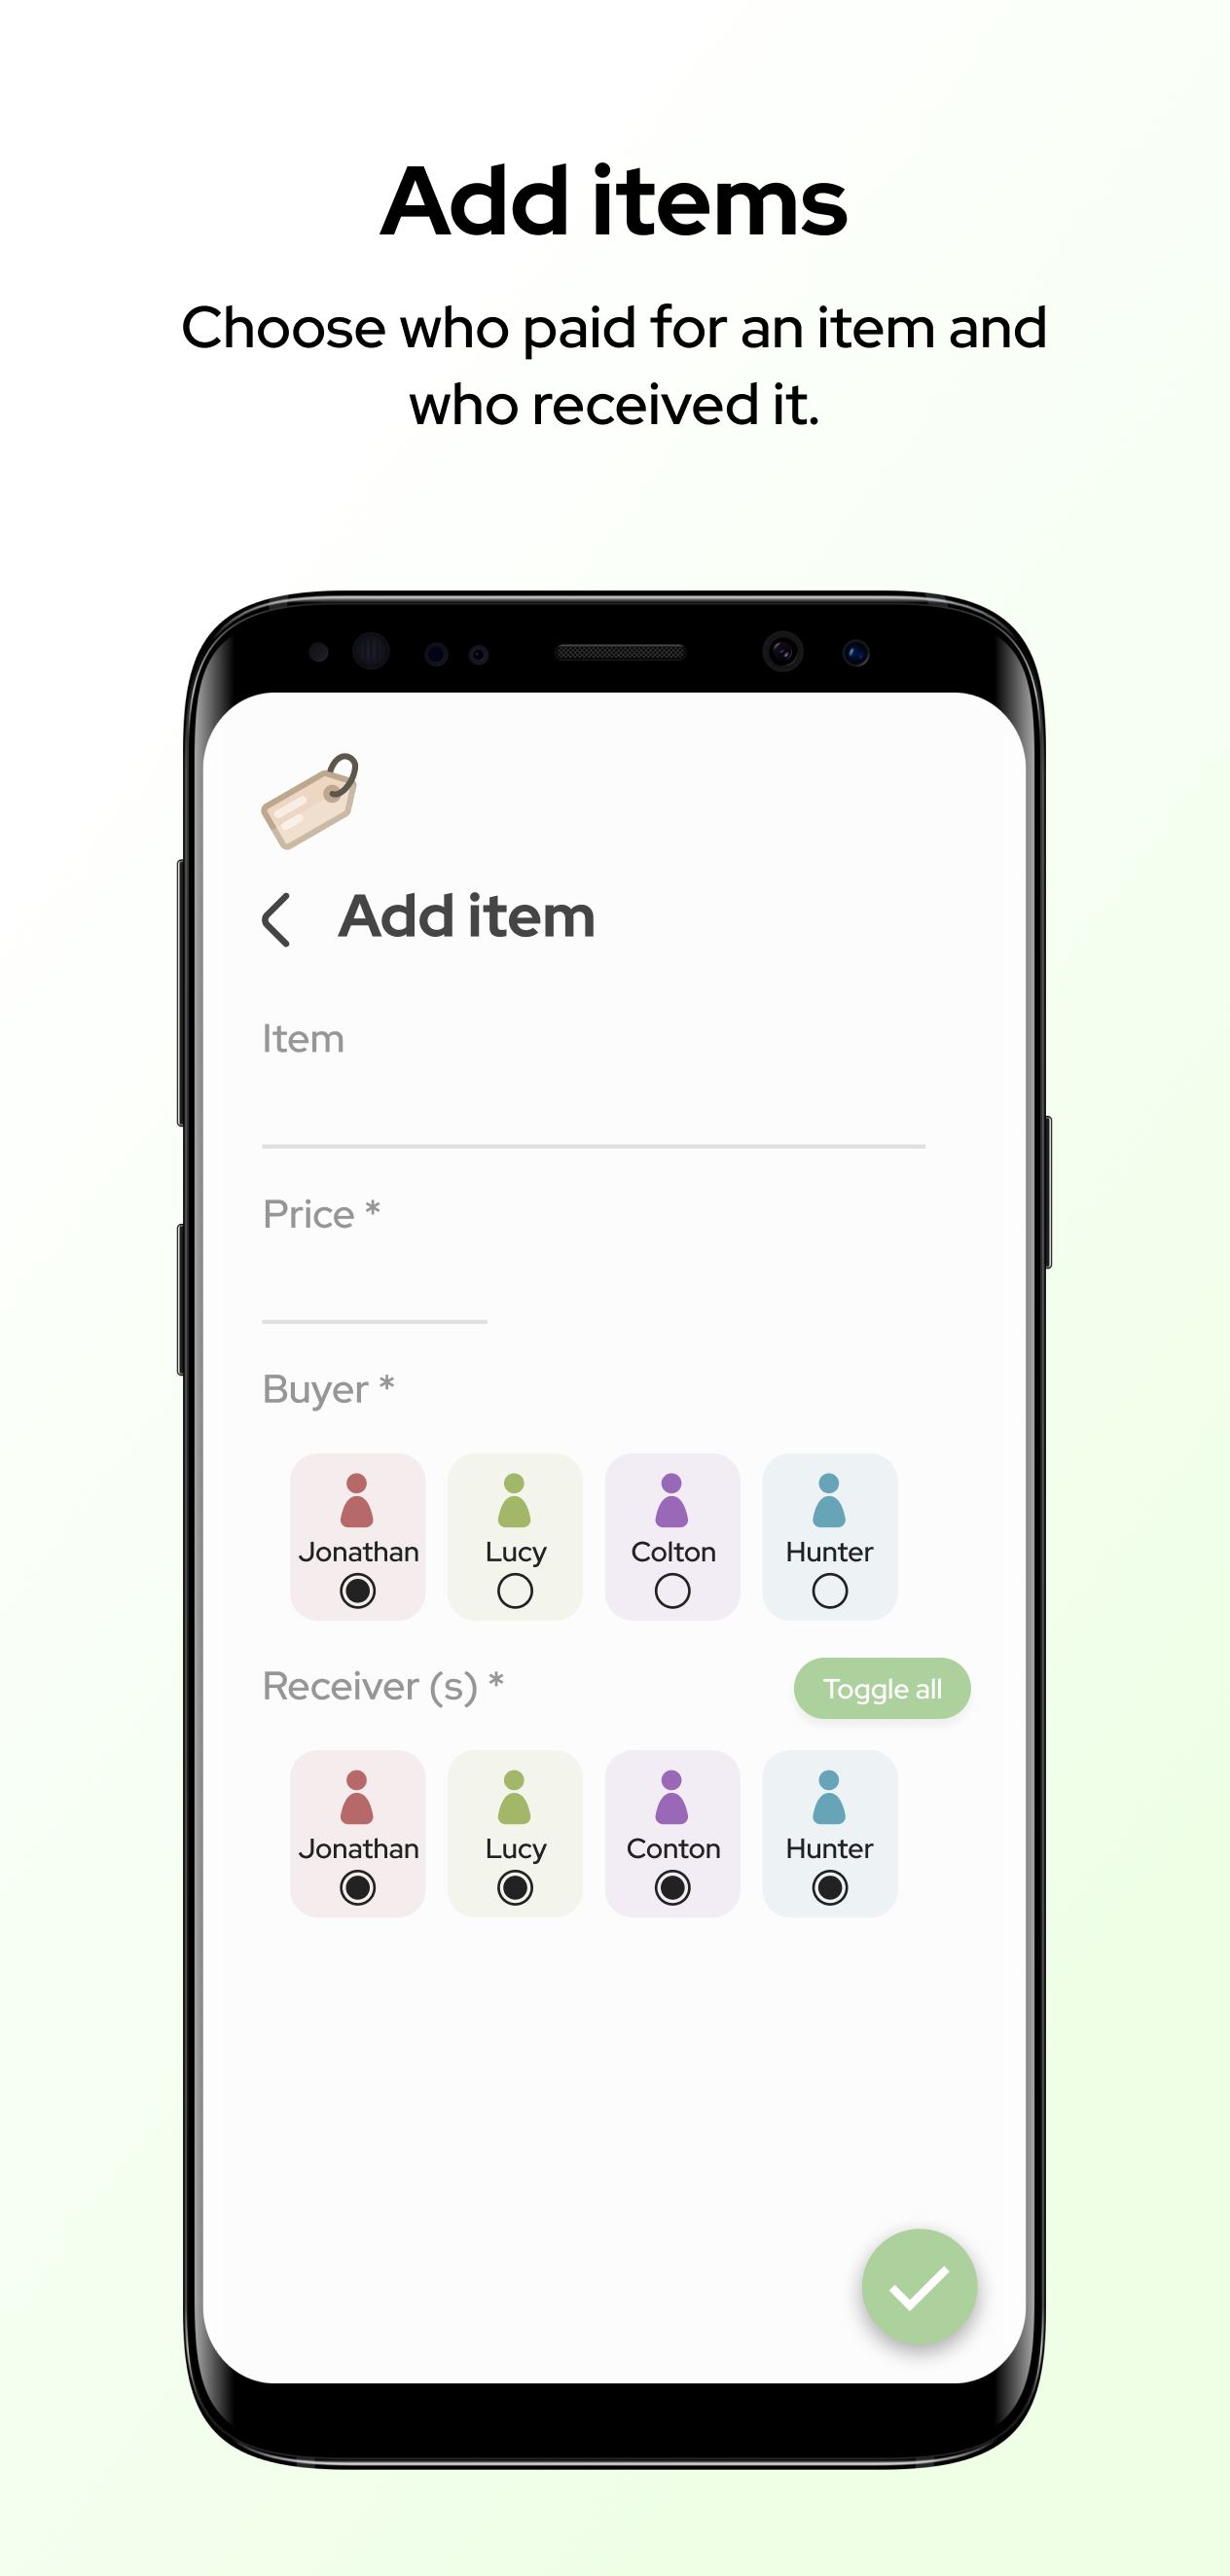 Add items
Choose who paid for an item and
who received it.
Add item
Item
Price *
Buyer *
Jonathan Lucy Colton Hunter
Receiver (s) * Toggle all
Jonathan Lucy Conton Hunter